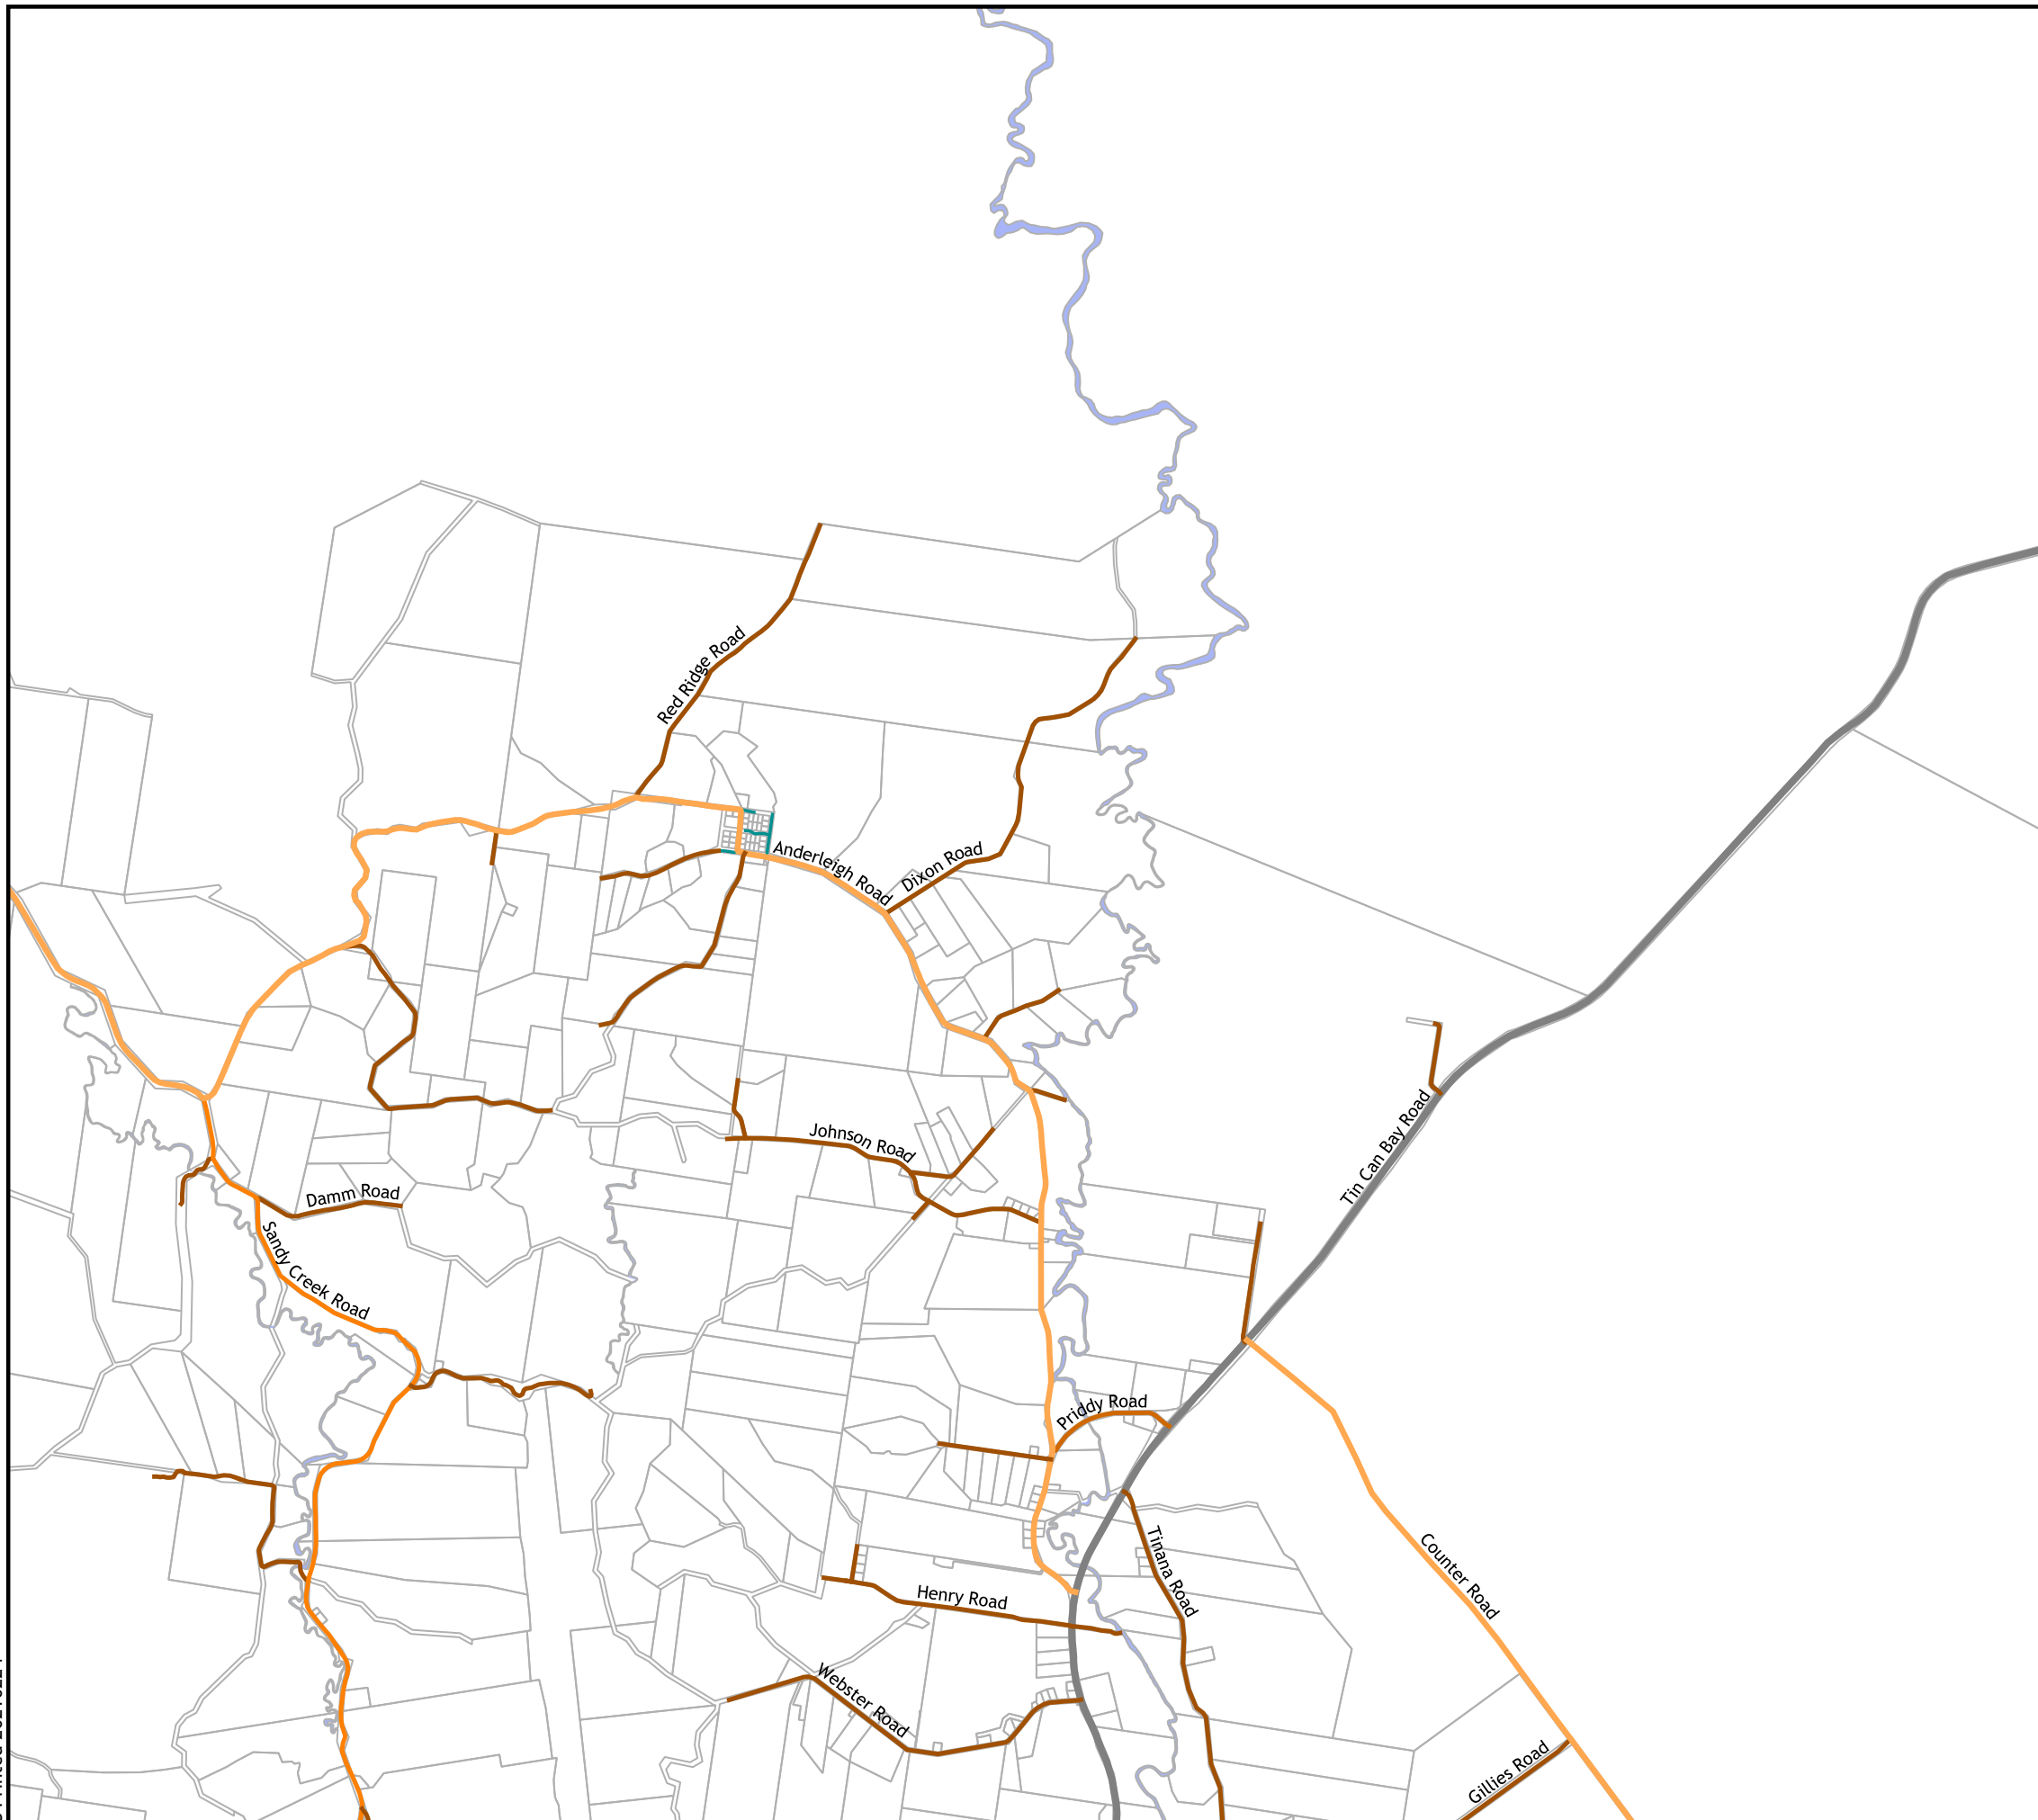 Red Ridge Road
Anderleigh Road
Dixon Road
Tin Can Bay Road
Johnson Road
Damm Road
Sandy Creek Road
Priddy Road
Tinana Road
Counter Road
Henry Road
Webster Road
Gillies Road